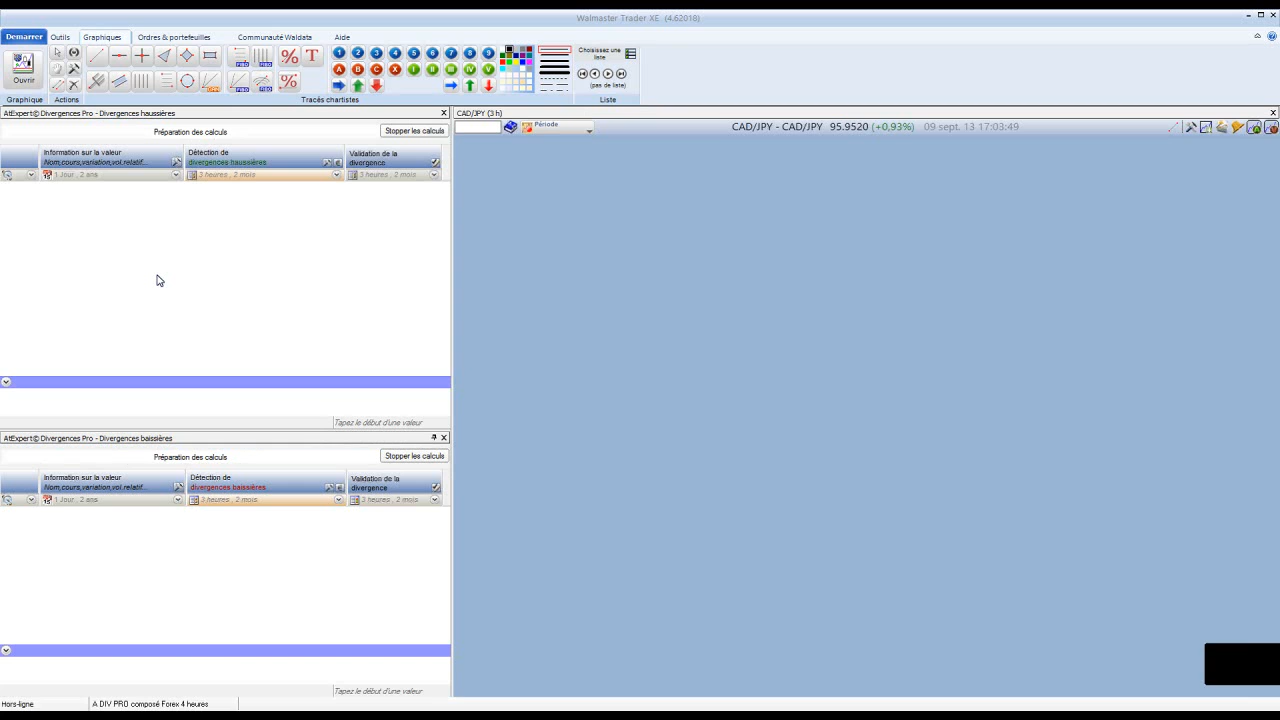 Walmaster Trader XE (4.62018)
Demarrer Outils Graphiques Ordres & portefeuilles Communauté Waldata Aide
Ouvrir
Choisissez une liste
(pas de liste)
Graphique Actions Tracés chartistes Liste
AtExpert© Divergences Pro - Divergences haussières
Préparation des calculs Stopper les calculs
Information sur la valeur
Nom,cours,variation,vol.relatif...
Détection de
divergences haussières
Validation de la
divergence
1 Jour , 2 ans 3 heures , 2 mois 3 heures , 2 mois
Tapez le début d'une valeur
AtExpert© Divergences Pro - Divergences baissières
Préparation des calculs Stopper les calculs
Information sur la valeur
Nom,cours,variation,vol.relatif...
Détection de
divergences baissières
Validation de la
divergence
1 Jour , 2 ans 3 heures , 2 mois 3 heures , 2 mois
Tapez le début d'une valeur
Hors-ligne A DIV PRO composé Forex 4 heures
CAD/JPY (3 h)
Période
CAD/JPY - CAD/JPY 95.9520 (+0,93%) 09 sept. 13 17:03:49